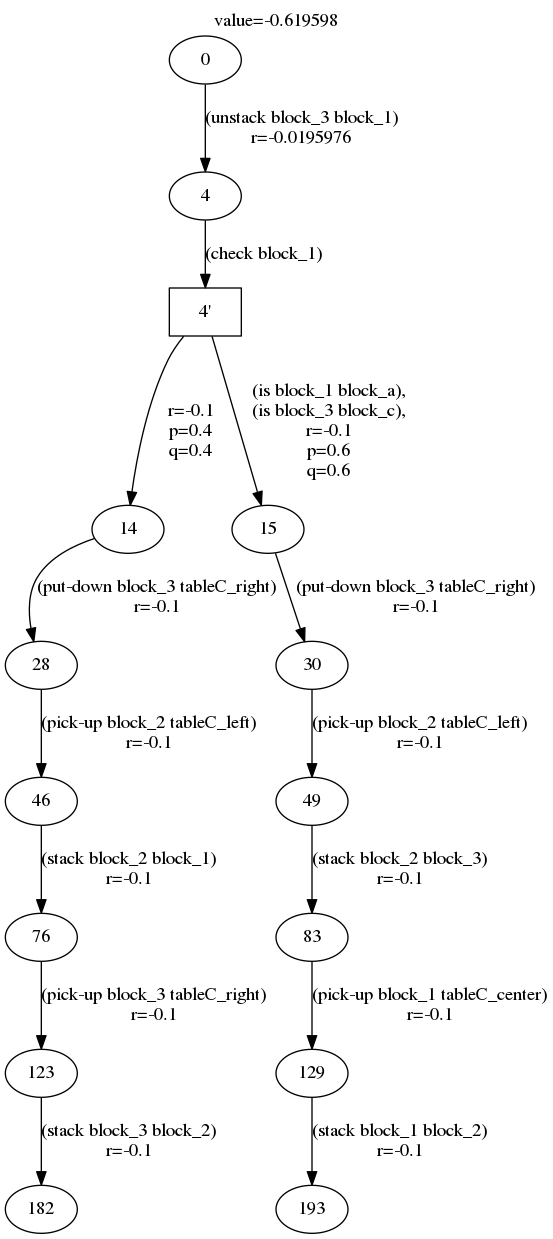 value=-0.619598
0
(unstack block_3 block_1)
r=-0.0195976
4
(check block_1)
4'
r=-0.1
p=0.4
q=0.4
(is block_1 block_a),
(is block_3 block_c),
r=-0.1
p=0.6
q=0.6
14
15
(put-down block_3 tableC_right)
r=-0.1
(put-down block_3 tableC_right)
r=-0.1
28
30
(pick-up block_2 tableC_left)
r=-0.1
(pick-up block_2 tableC_left)
r=-0.1
46
49
(stack block_2 block_1)
r=-0.1
(stack block_2 block_3)
r=-0.1
76
83
(pick-up block_3 tableC_right)
r=-0.1
(pick-up block_1 tableC_center)
r=-0.1
123
129
(stack block_3 block_2)
r=-0.1
(stack block_1 block_2)
r=-0.1
182
193